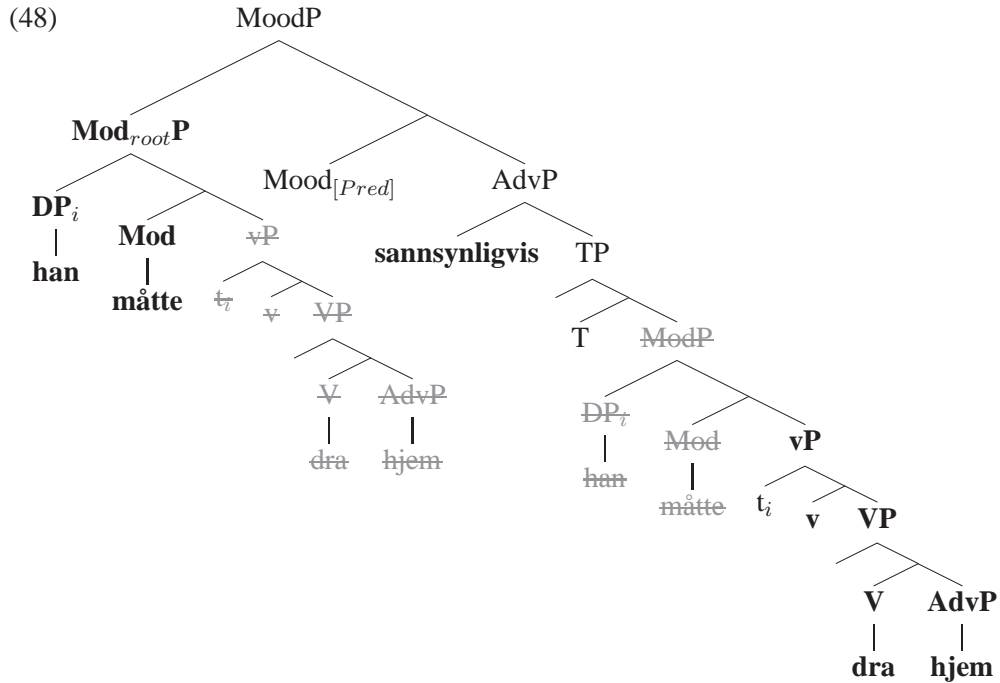 (48) MoodP
Mod_rootP
Mood_[Pred] AdvP
DP_i
Mod vP sannsynligvis TP
han
måtte t_i v VP
T ModP
V AdvP DP_i
Mod vP
dra hjem han
måtte t_i v VP
V AdvP
dra hjem